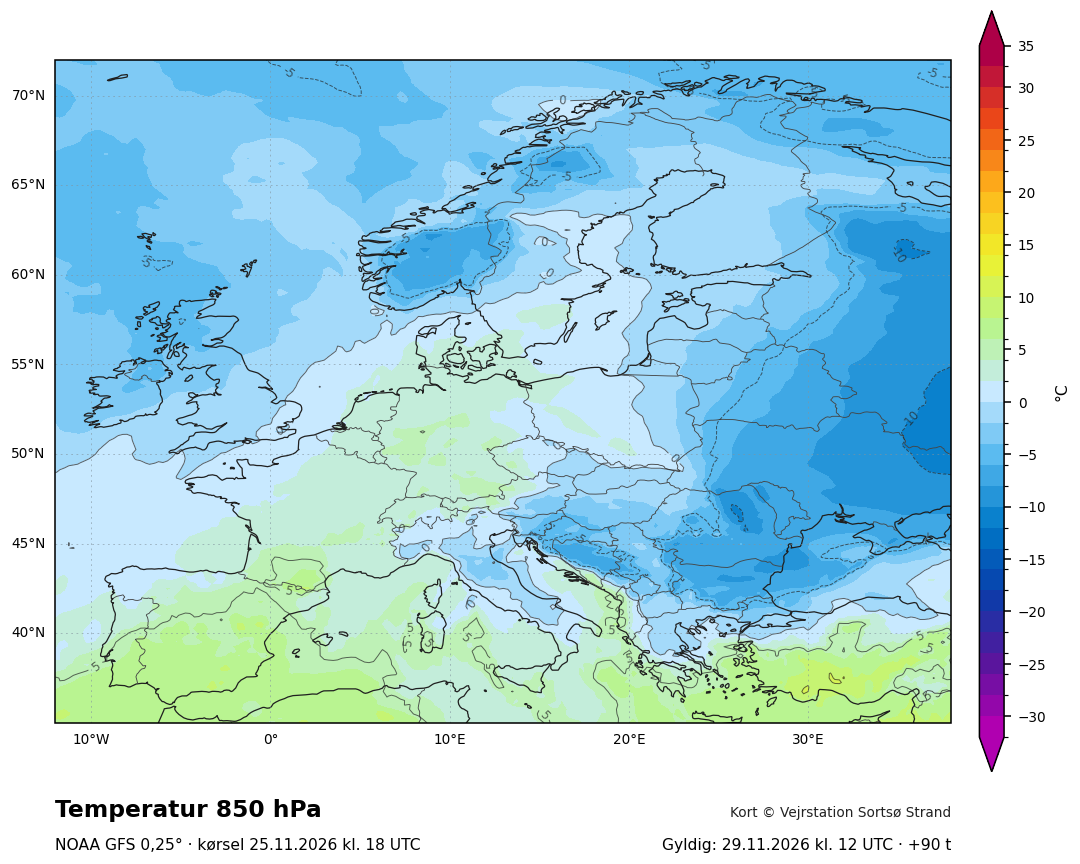 70°N
65°N
60°N
55°N
50°N
45°N
40°N
10°W
0°
10°E
20°E
30°E
35
30
25
20
15
10
5
0
−5
−10
−15
−20
−25
−30
°C
Temperatur 850 hPa
Kort © Vejrstation Sortsø Strand
NOAA GFS 0,25° · kørsel 25.11.2026 kl. 18 UTC
Gyldig: 29.11.2026 kl. 12 UTC · +90 t